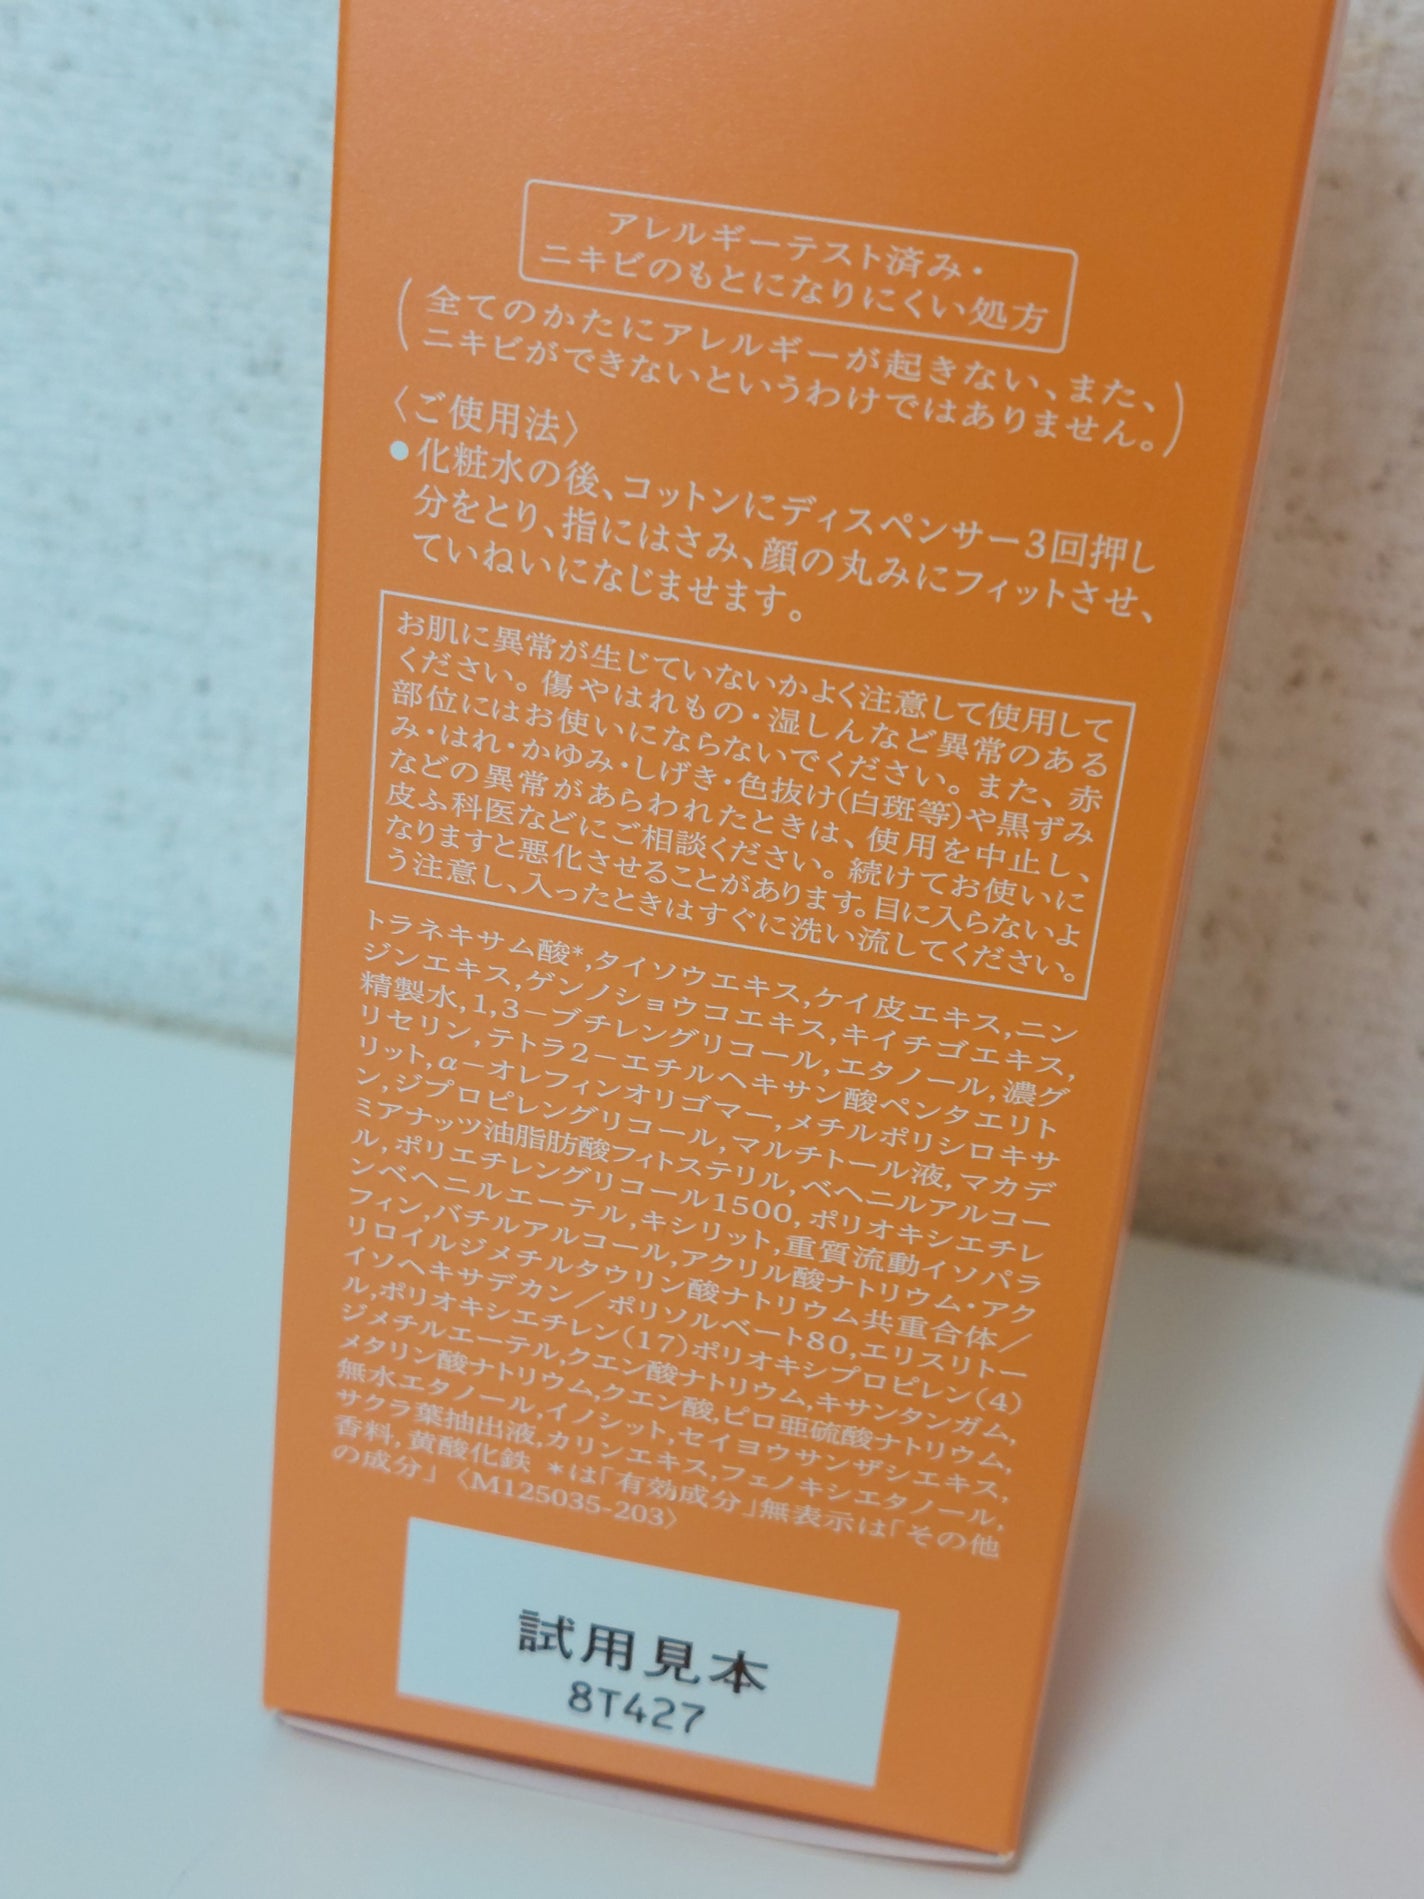 アレルギーテスト済み・
ニキビのもとになりにくい処方
(全てのかたにアレルギーが起きない、また、
ニキビができないというわけではありません。)
〈ご使用法〉
●化粧水の後、コットンにディスペンサー3回押し
分をとり、指にはさみ、顔の丸みにフィットさせ、
ていねいになじませます。
お肌に異常が生じていないかよく注意して使用して
ください。傷やはれもの・湿しんなど異常のある
部位にはお使いにならないでください。また、赤
み・はれ・かゆみ・しげき・色抜け(白斑等)や黒ずみ
などの異常があらわれたときは、使用を中止し、
皮ふ科医などにご相談ください。続けてお使いに
なりますと悪化させることがあります。目に入らないよ
う注意し、入ったときはすぐに洗い流してください。
トラネキサム酸*,タイソウエキス,ケイ皮エキス,ニン
ジンエキス,ゲンノショウコエキス,キイチゴエキス,
精製水,1,3－ブチレングリコール,エタノール,濃グ
リセリン,テトラ2－エチルヘキサン酸ペンタエリト
リット,α－オレフィンオリゴマー,メチルポリシロキサ
ン,ジプロピレングリコール,マルチトール液,マカデ
ミアナッツ油脂肪酸フィトステリル,ベヘニルアルコー
ル,ポリエチレングリコール1500,ポリオキシエチレ
ンベヘニルエーテル,キシリット,重質流動イソパラ
フィン,バチルアルコール,アクリル酸ナトリウム・アク
リロイルジメチルタウリン酸ナトリウム共重合体／
イソヘキサデカン／ポリソルベート80,エリスリトー
ル,ポリオキシエチレン(17)ポリオキシプロピレン(4)
ジメチルエーテル,クエン酸ナトリウム,キサンタンガム,
メタリン酸ナトリウム,クエン酸,ピロ亜硫酸ナトリウム,
無水エタノール,イノシット,セイヨウサンザシエキス,
サクラ葉抽出液,カリンエキス,フェノキシエタノール,
香料,黄酸化鉄 *は「有効成分」無表示は「その他
の成分」〈M125035-203〉
試用見本
8T427